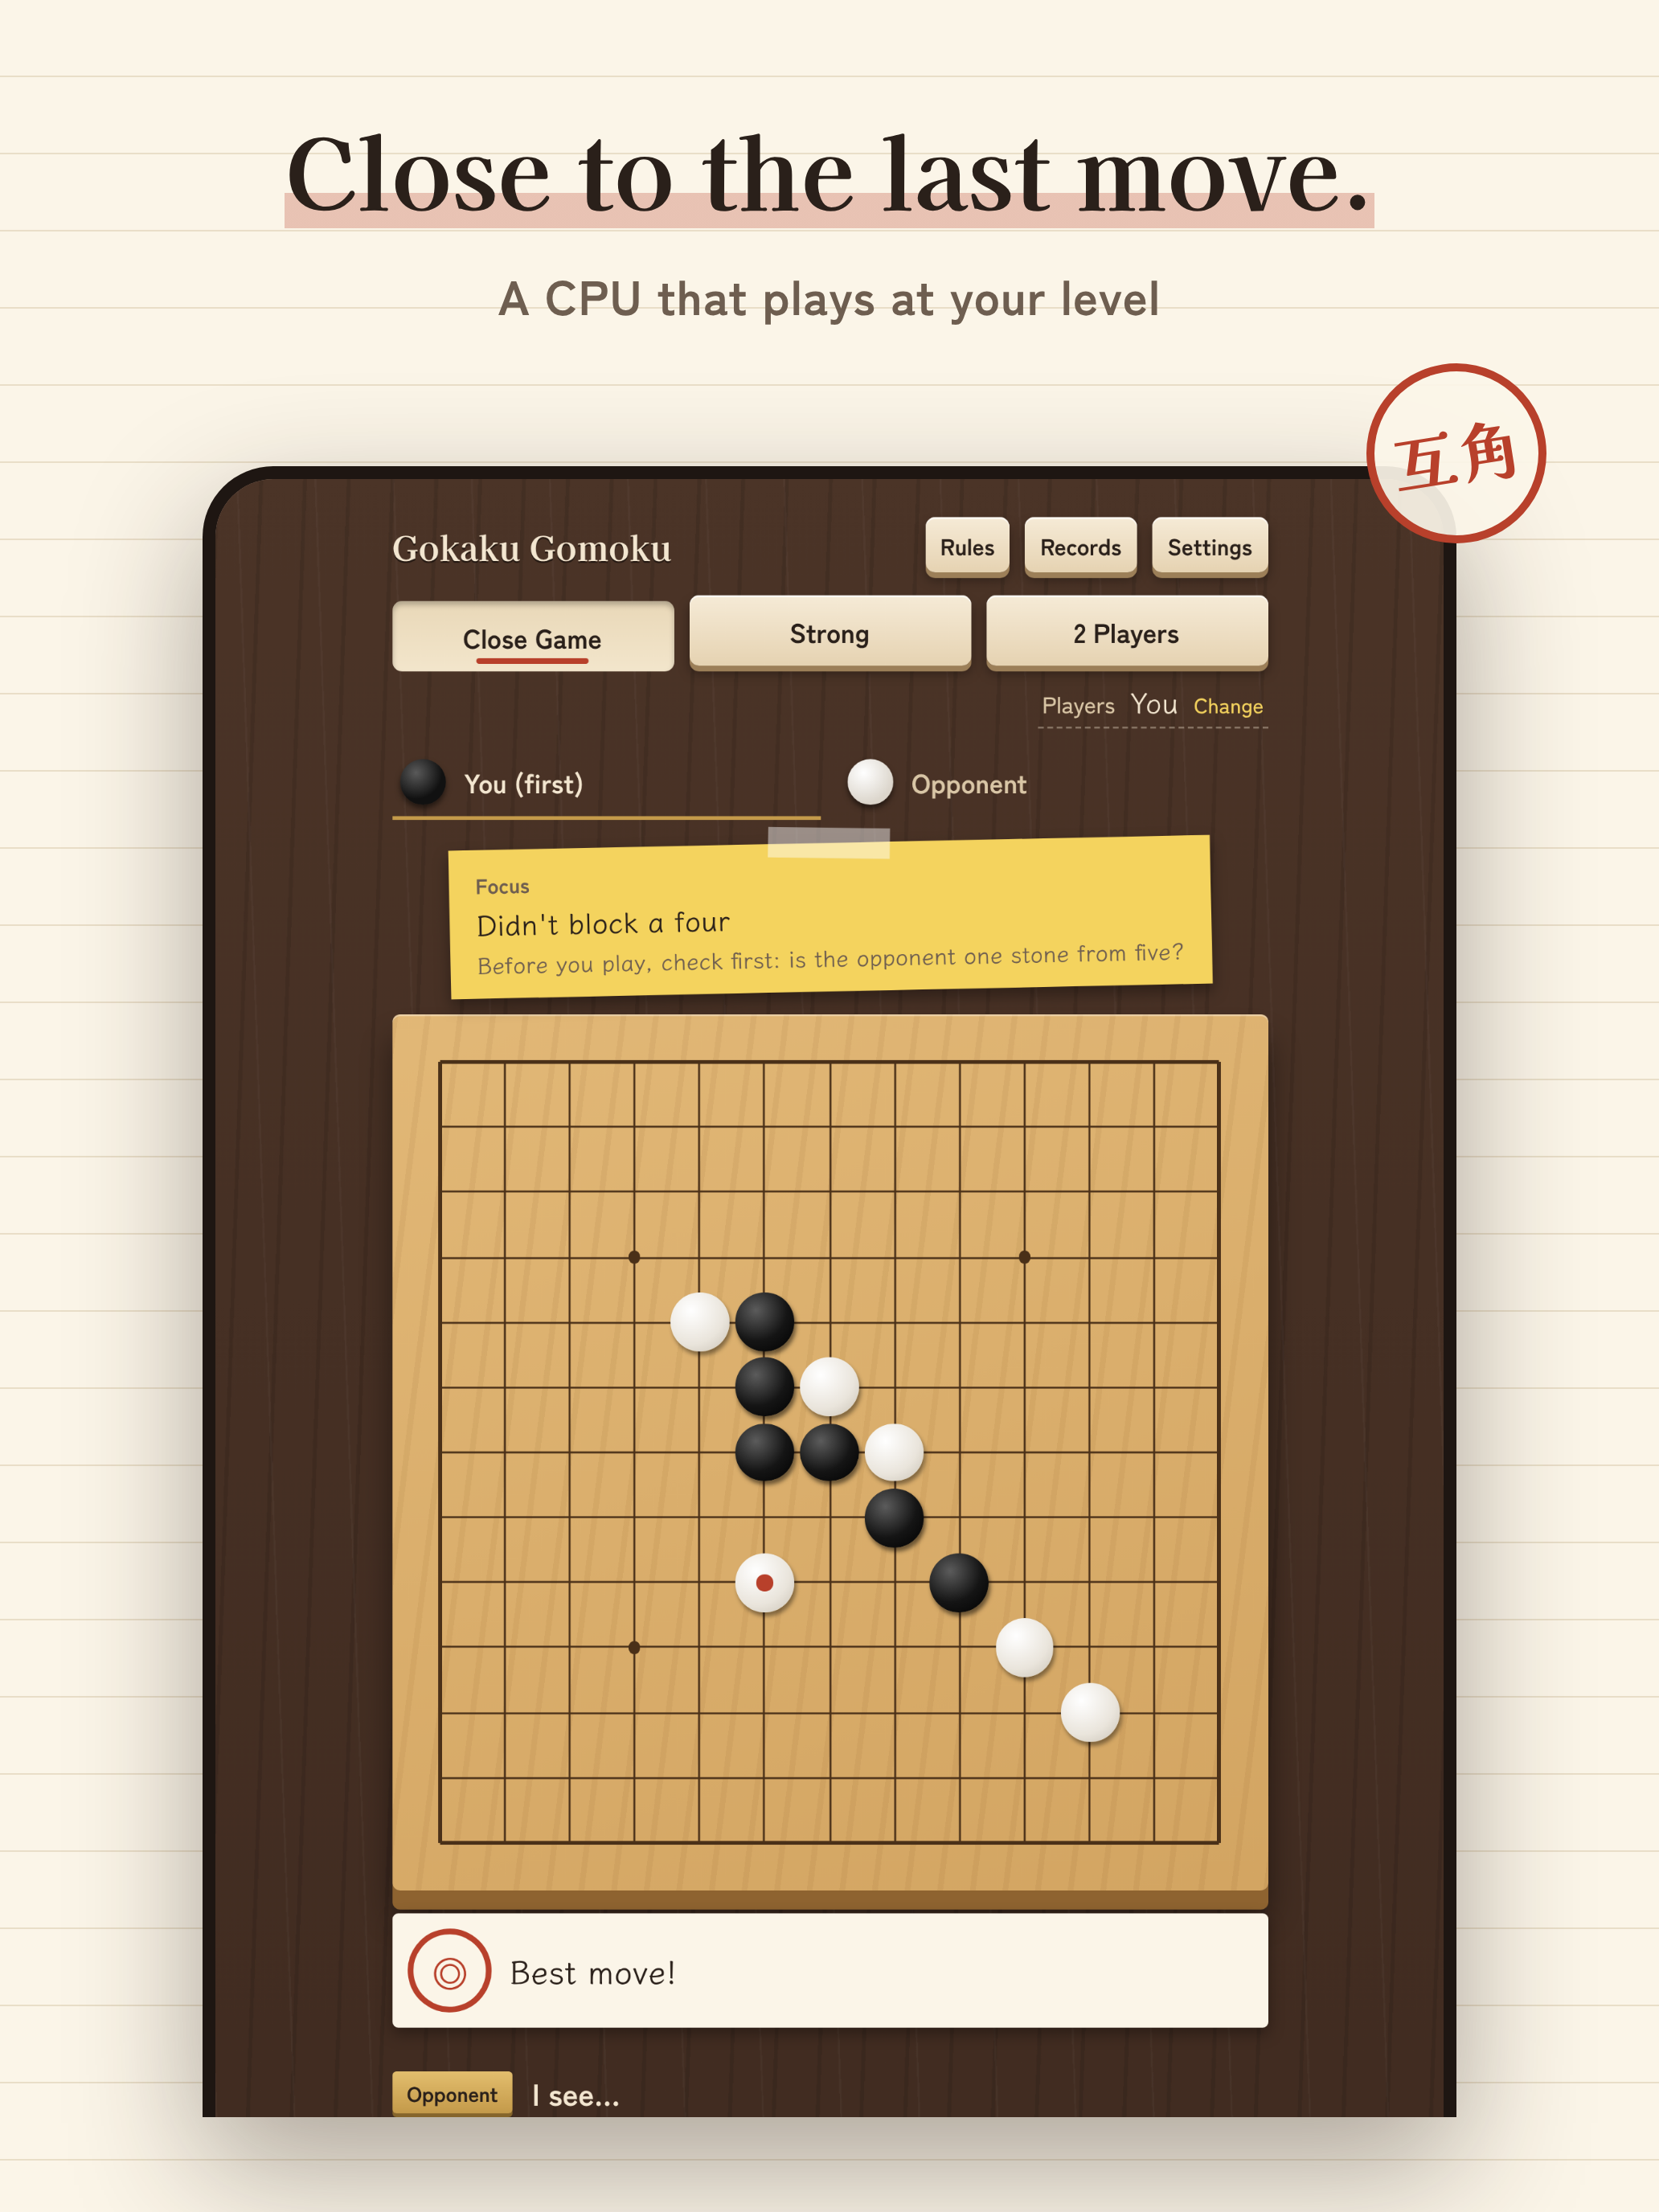 Close to the last move.
A CPU that plays at your level
互角
Gokaku Gomoku
Rules
Records
Settings
Close Game
Strong
2 Players
Players You Change
You (first)
Opponent
Focus
Didn't block a four
Before you play, check first: is the opponent one stone from five?
◎ Best move!
Opponent
I see...